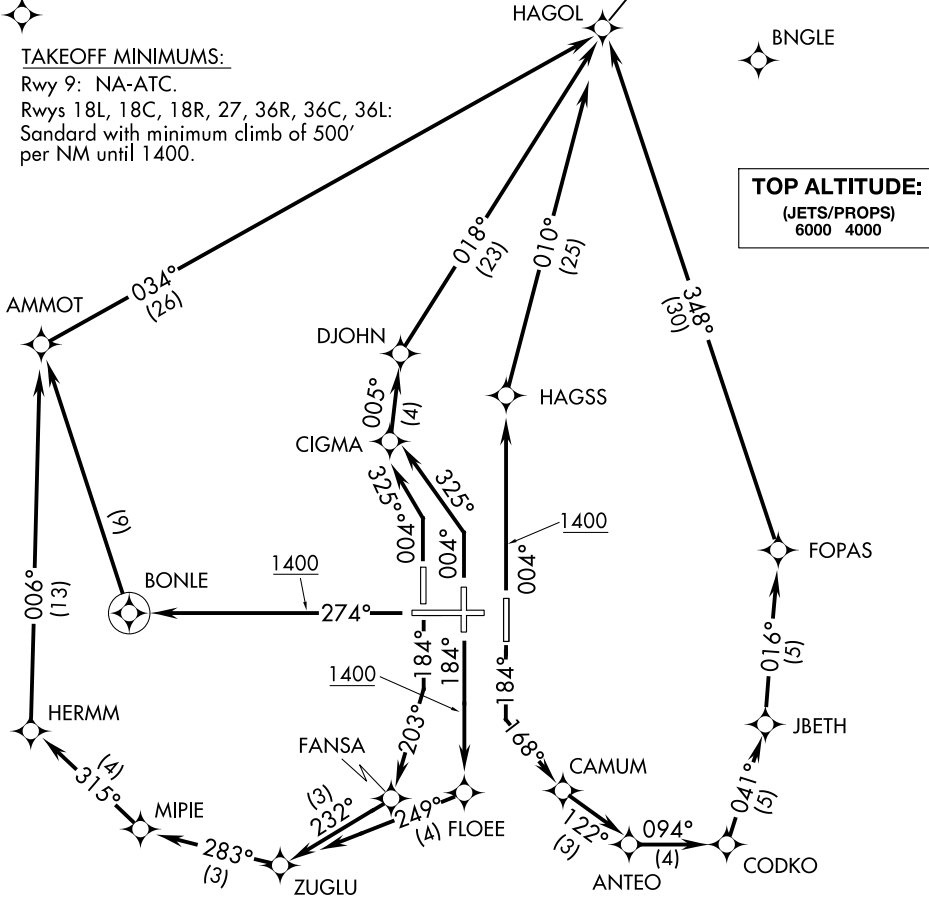 HAGOL
BNGLE
TAKEOFF MINIMUMS:
Rwy 9: NA-ATC.
Rwys 18L, 18C, 18R, 27, 36R, 36C, 36L:
Sandard with minimum climb of 500′
per NM until 1400.
TOP ALTITUDE:
(JETS/PROPS)
6000 4000
018°
(23)
010°
(25)
034°
(26)
348°
(30)
AMMOT
DJOHN
HAGSS
005°
(4)
CIGMA
325°
325°
004°
004°
004°
1400
(9)
FOPAS
BONLE
1400
274°
006°
(13)
184°
184°
184°
016°
(5)
1400
HERMM
203°
168°
JBETH
FANSA
CAMUM
(4)
315°
041°
(5)
MIPIE
(3)
232°
249°
(4)
FLOEE
122°
(3)
094°
(4)
283°
(3)
ZUGLU
ANTEO
CODKO